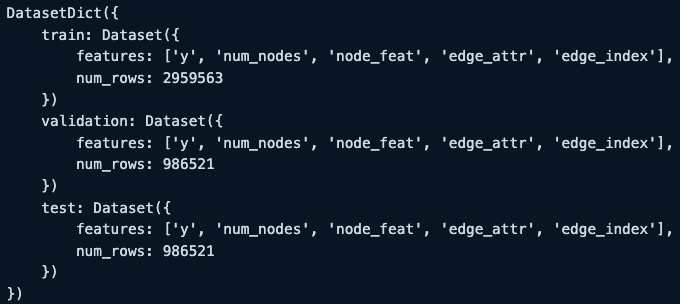 DatasetDict({
    train: Dataset({
        features: ['y', 'num_nodes', 'node_feat', 'edge_attr', 'edge_index'],
        num_rows: 2959563
    })
    validation: Dataset({
        features: ['y', 'num_nodes', 'node_feat', 'edge_attr', 'edge_index'],
        num_rows: 986521
    })
    test: Dataset({
        features: ['y', 'num_nodes', 'node_feat', 'edge_attr', 'edge_index'],
        num_rows: 986521
    })
})